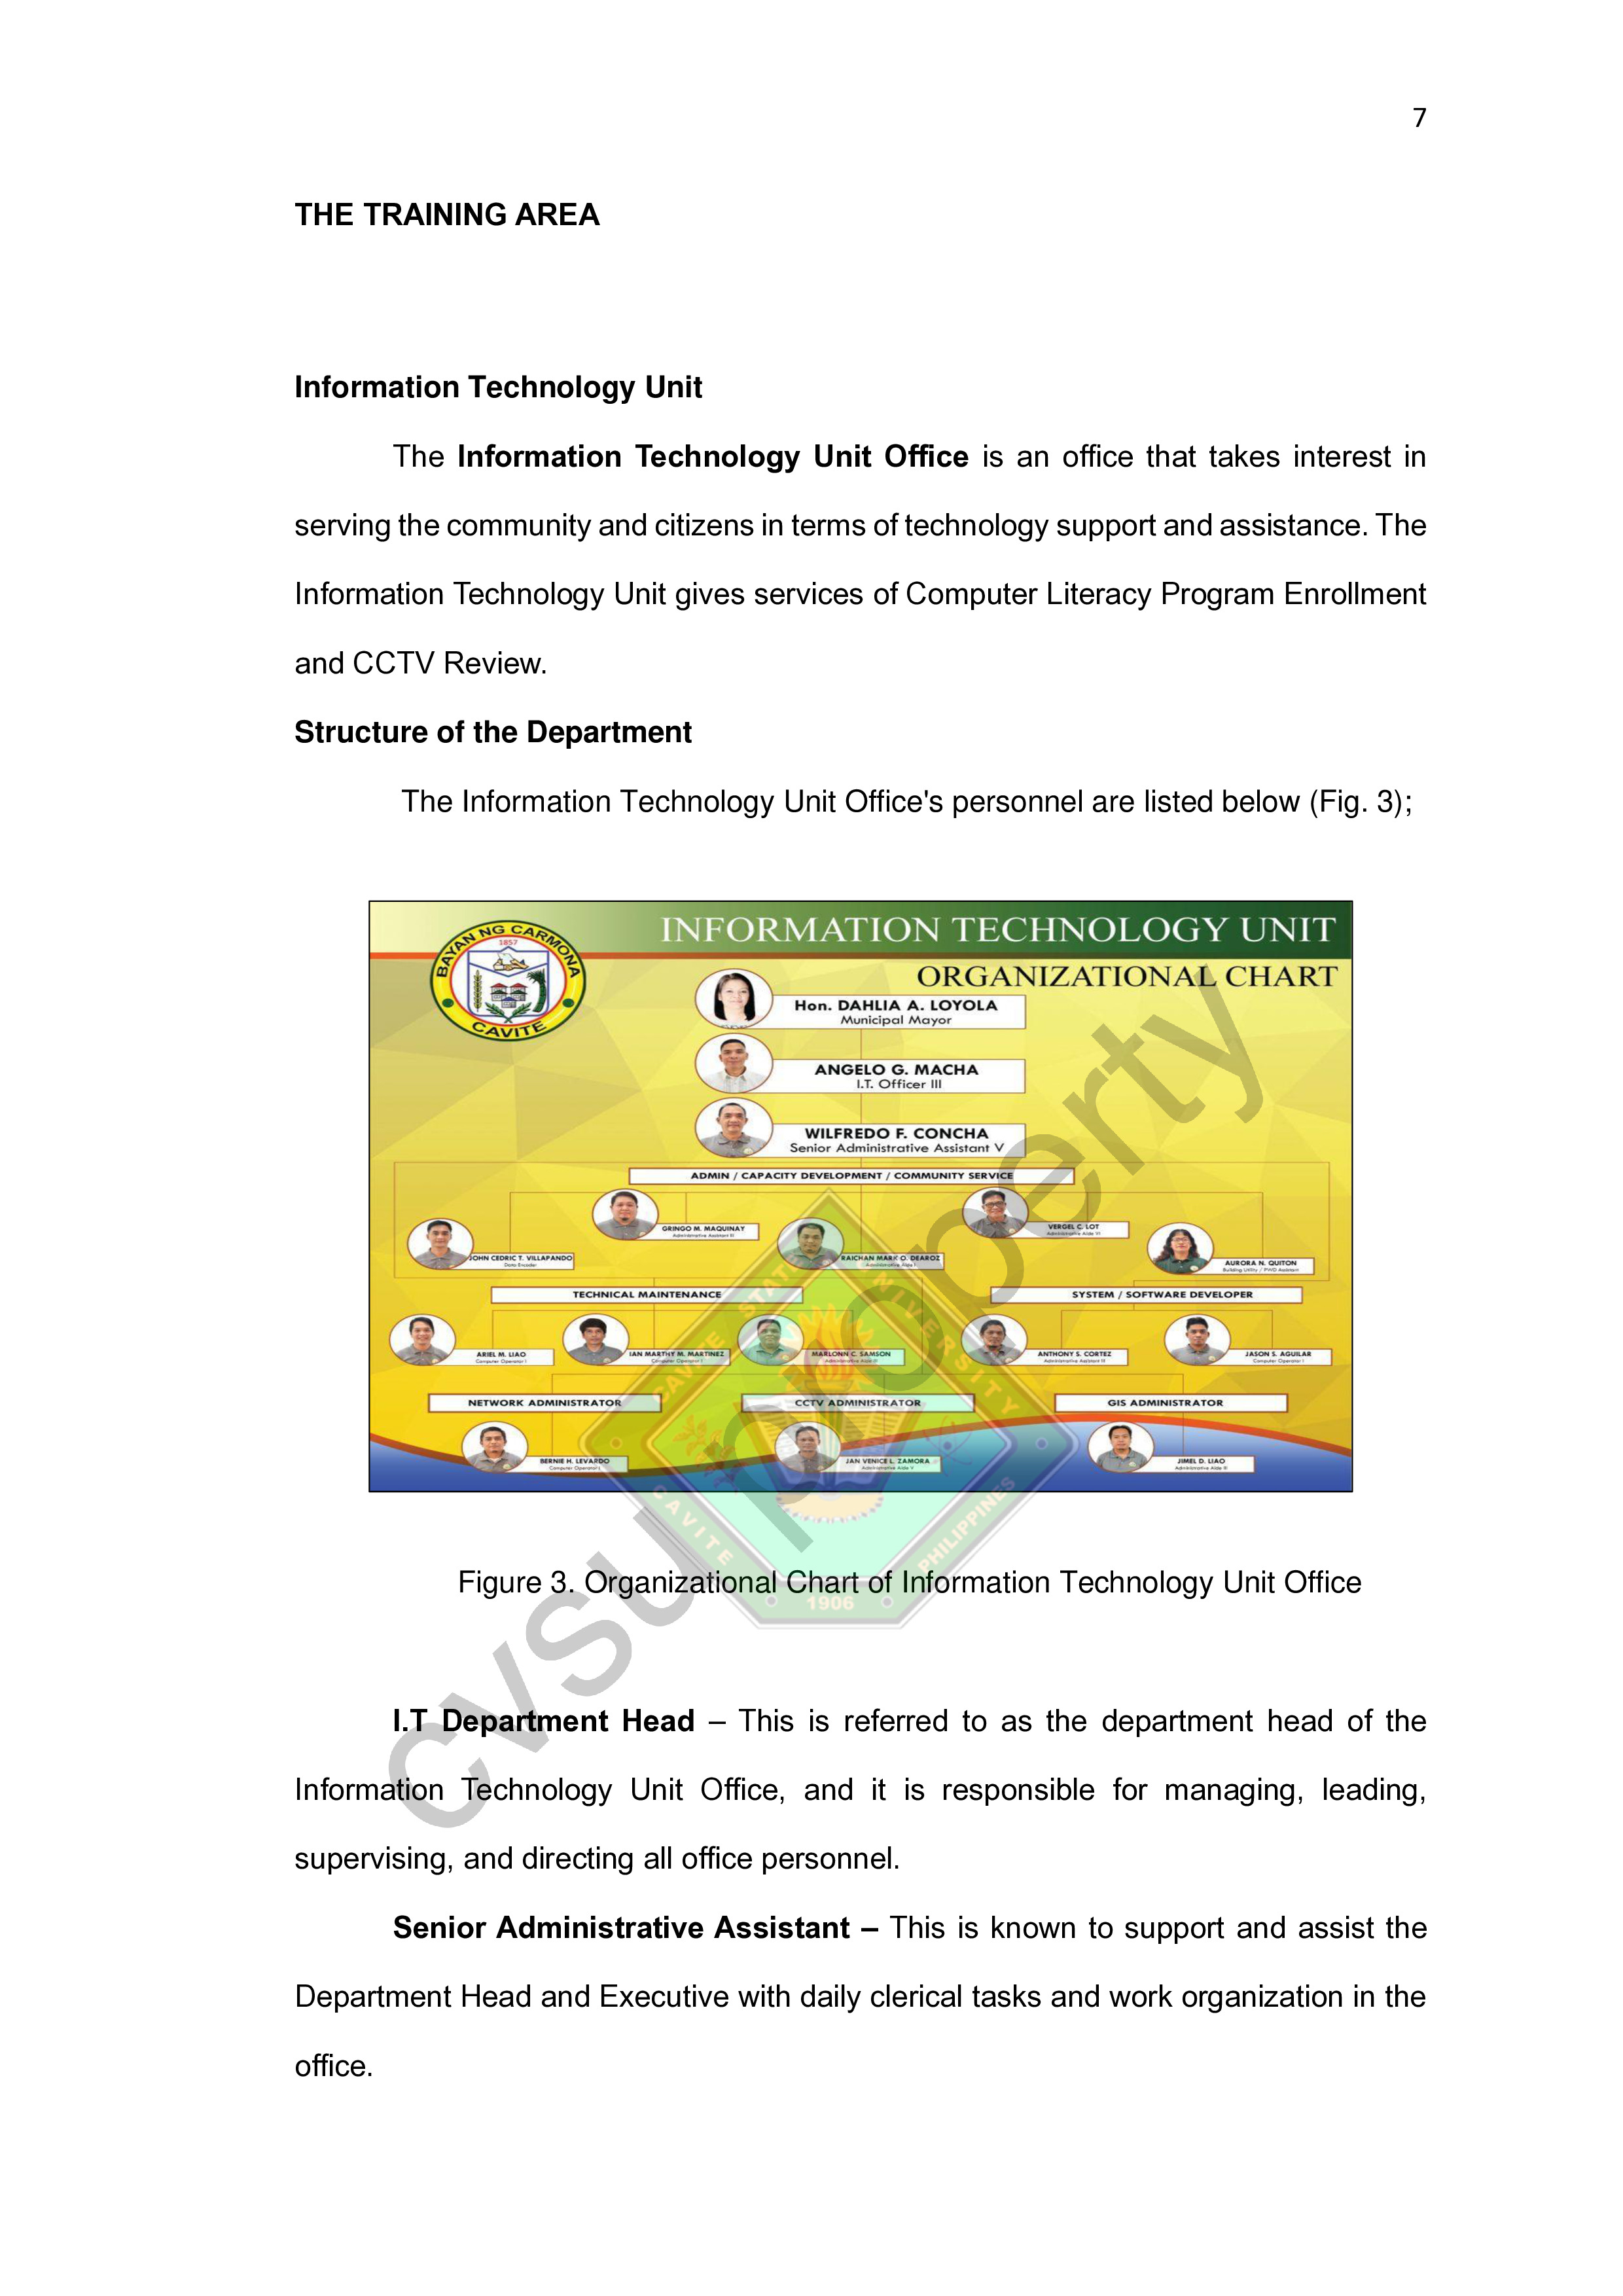 7
THE TRAINING AREA
Information Technology Unit
The Information Technology Unit Office is an office that takes interest in
serving the community and citizens in terms of technology support and assistance. The
Information Technology Unit gives services of Computer Literacy Program Enrollment
and CCTV Review.
Structure of the Department
The Information Technology Unit Office's personnel are listed below (Fig. 3);
INFORMATION TECHNOLOGY UNIT
ORGANIZATIONAL CHART
BAYAN NG CARMONA
1857
CAVITE
Hon. DAHLIA A. LOYOLA
Municipal Mayor
ANGELO G. MACHA
I.T. Officer III
WILFREDO F. CONCHA
Senior Administrative Assistant V
ADMIN / CAPACITY DEVELOPMENT / COMMUNITY SERVICE
GRINGO M. MAQUINAY
Administrative Assistant III
VERGEL C. LOT
Administrative Aide VI
JOHN CEDRIC T. VILLAPANDO
Data Encoder
RAICHAN MARK O. DEAROZ
Administrative Aide I
AURORA N. QUITON
Building Utility / PWD Assistant
TECHNICAL MAINTENANCE
SYSTEM / SOFTWARE DEVELOPER
ARIEL M. LIAO
Computer Operator I
IAN MARTHY M. MARTINEZ
Computer Operator I
MARLONN C. SAMSON
Administrative Aide III
ANTHONY S. CORTEZ
Administrative Assistant III
JASON S. AGUILAR
Computer Operator I
NETWORK ADMINISTRATOR
CCTV ADMINISTRATOR
GIS ADMINISTRATOR
BERNIE H. LEVARDO
Computer Operator I
JAN VENICE L. ZAMORA
Administrative Aide V
JIMEL D. LIAO
Administrative Aide III
CAVITE STATE UNIVERSITY
CAVITE
PHILIPPINES
1906
cvsu property
Figure 3. Organizational Chart of Information Technology Unit Office
I.T Department Head – This is referred to as the department head of the
Information Technology Unit Office, and it is responsible for managing, leading,
supervising, and directing all office personnel.
Senior Administrative Assistant – This is known to support and assist the
Department Head and Executive with daily clerical tasks and work organization in the
office.